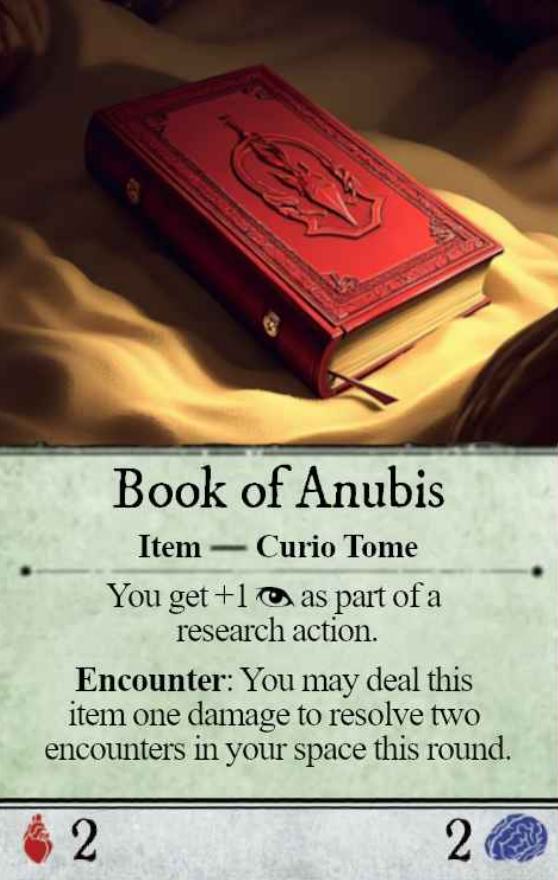 Book of Anubis
Item — Curio Tome
You get +1 as part of a
research action.
Encounter: You may deal this
item one damage to resolve two
encounters in your space this round.
2 2